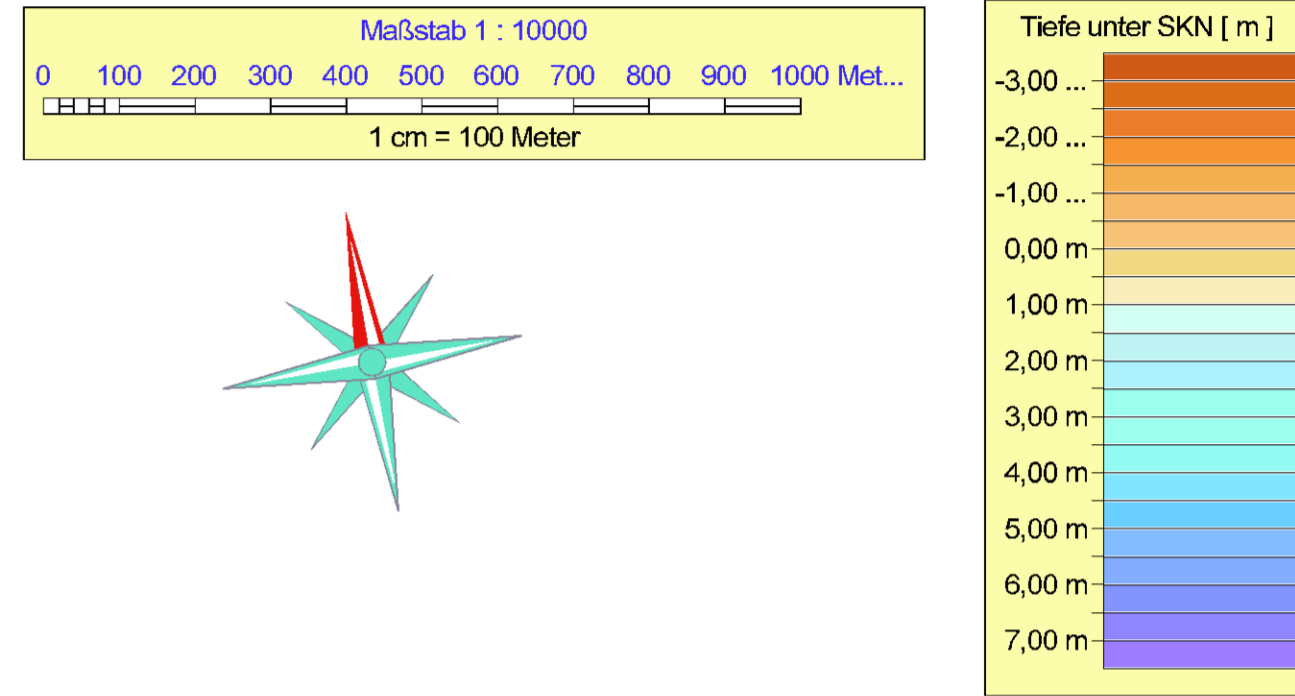 Maßstab 1 : 10000
0 100 200 300 400 500 600 700 800 900 1000 Met...
1 cm = 100 Meter
Tiefe unter SKN [ m ]
-3,00 ...
-2,00 ...
-1,00 ...
0,00 m
1,00 m
2,00 m
3,00 m
4,00 m
5,00 m
6,00 m
7,00 m